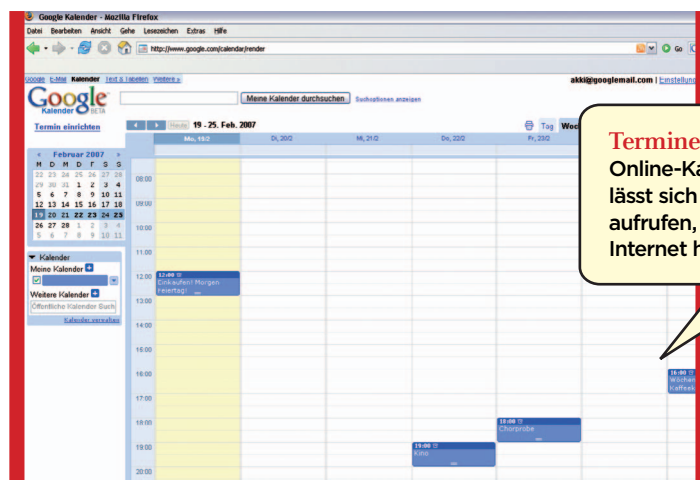 Google Kalender - Mozilla Firefox
Datei Bearbeiten Ansicht Gehe Lesezeichen Extras Hilfe
http://www.google.com/calendar/render
Go
Google E-Mail Kalender Text & Tabellen Weitere »
akki@googlemail.com | Einstellung
Google
Kalender BETA
Meine Kalender durchsuchen
Suchoptionen anzeigen
Termin einrichten
Heute
19 - 25. Feb. 2007
Tag
Woc
Mo, 19/2
Di, 20/2
Mi, 21/2
Do, 22/2
Fr, 23/2
« Februar 2007 »
M D M D F S S
22 23 24 25 26 27 28
29 30 31 1 2 3 4
5 6 7 8 9 10 11
12 13 14 15 16 17 18
19 20 21 22 23 24 25
26 27 28 1 2 3 4
5 6 7 8 9 10 11
Kalender
Meine Kalender
Weitere Kalender
Öffentliche Kalender Such
Kalender verwalten
08:00
09:00
10:00
11:00
12:00
13:00
14:00
15:00
16:00
17:00
18:00
19:00
20:00
12:00
Einkaufen! Morgen
Feiertag!
19:00
Kino
18:00
Chorprobe
16:00
Wöchen
Kaffeek
Termine
Online-Ka
lässt sich
aufrufen,
Internet h